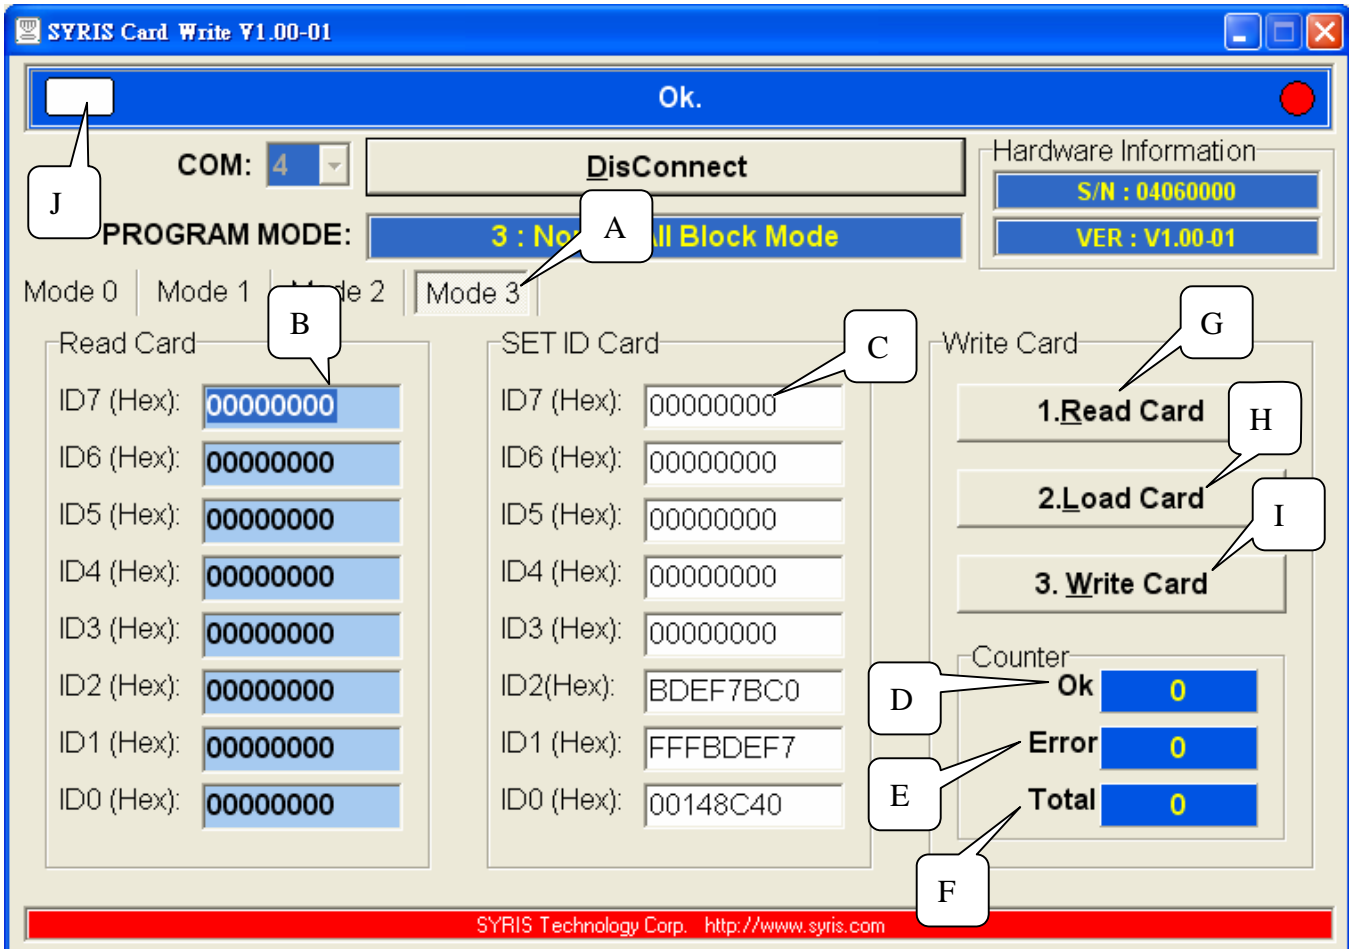 SYRIS Card Write V1.00-01
Ok.
J
COM: 4
DisConnect
Hardware Information
S/N : 04060000
VER : V1.00-01
PROGRAM MODE:
3 : No All Block Mode
A
Mode 0 Mode 1 Mode 2 Mode 3
B
C
G
H
I
Read Card
ID7 (Hex): 00000000
ID6 (Hex): 00000000
ID5 (Hex): 00000000
ID4 (Hex): 00000000
ID3 (Hex): 00000000
ID2 (Hex): 00000000
ID1 (Hex): 00000000
ID0 (Hex): 00000000
SET ID Card
ID7 (Hex): 00000000
ID6 (Hex): 00000000
ID5 (Hex): 00000000
ID4 (Hex): 00000000
ID3 (Hex): 00000000
ID2(Hex): BDEF7BC0
ID1 (Hex): FFFBDEF7
ID0 (Hex): 00148C40
Write Card
1.Read Card
2.Load Card
3. Write Card
Counter
D
Ok 0
E
Error 0
F
Total 0
SYRIS Technology Corp. http://www.syris.com